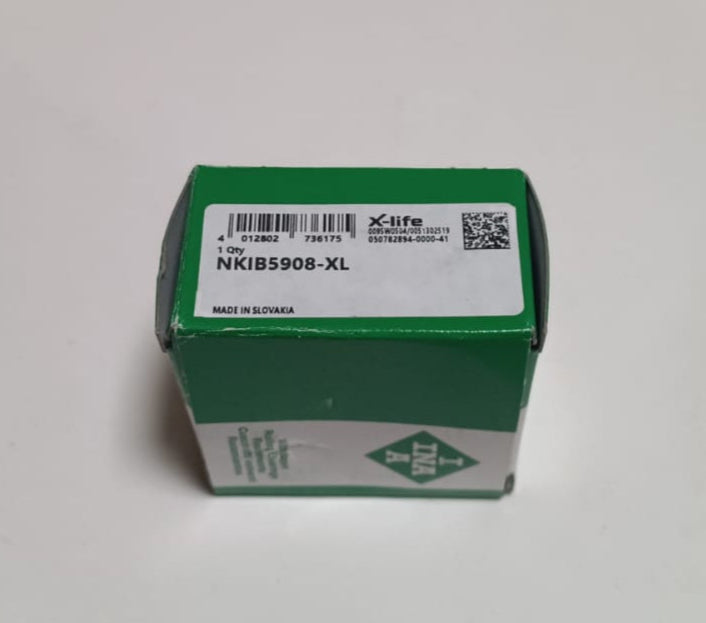 4 012802 736175
X-life
0095W0504/0051302519
050782894-0000-41
1 Qty
NKIB5908-XL
MADE IN SLOVAKIA
I
INA
A